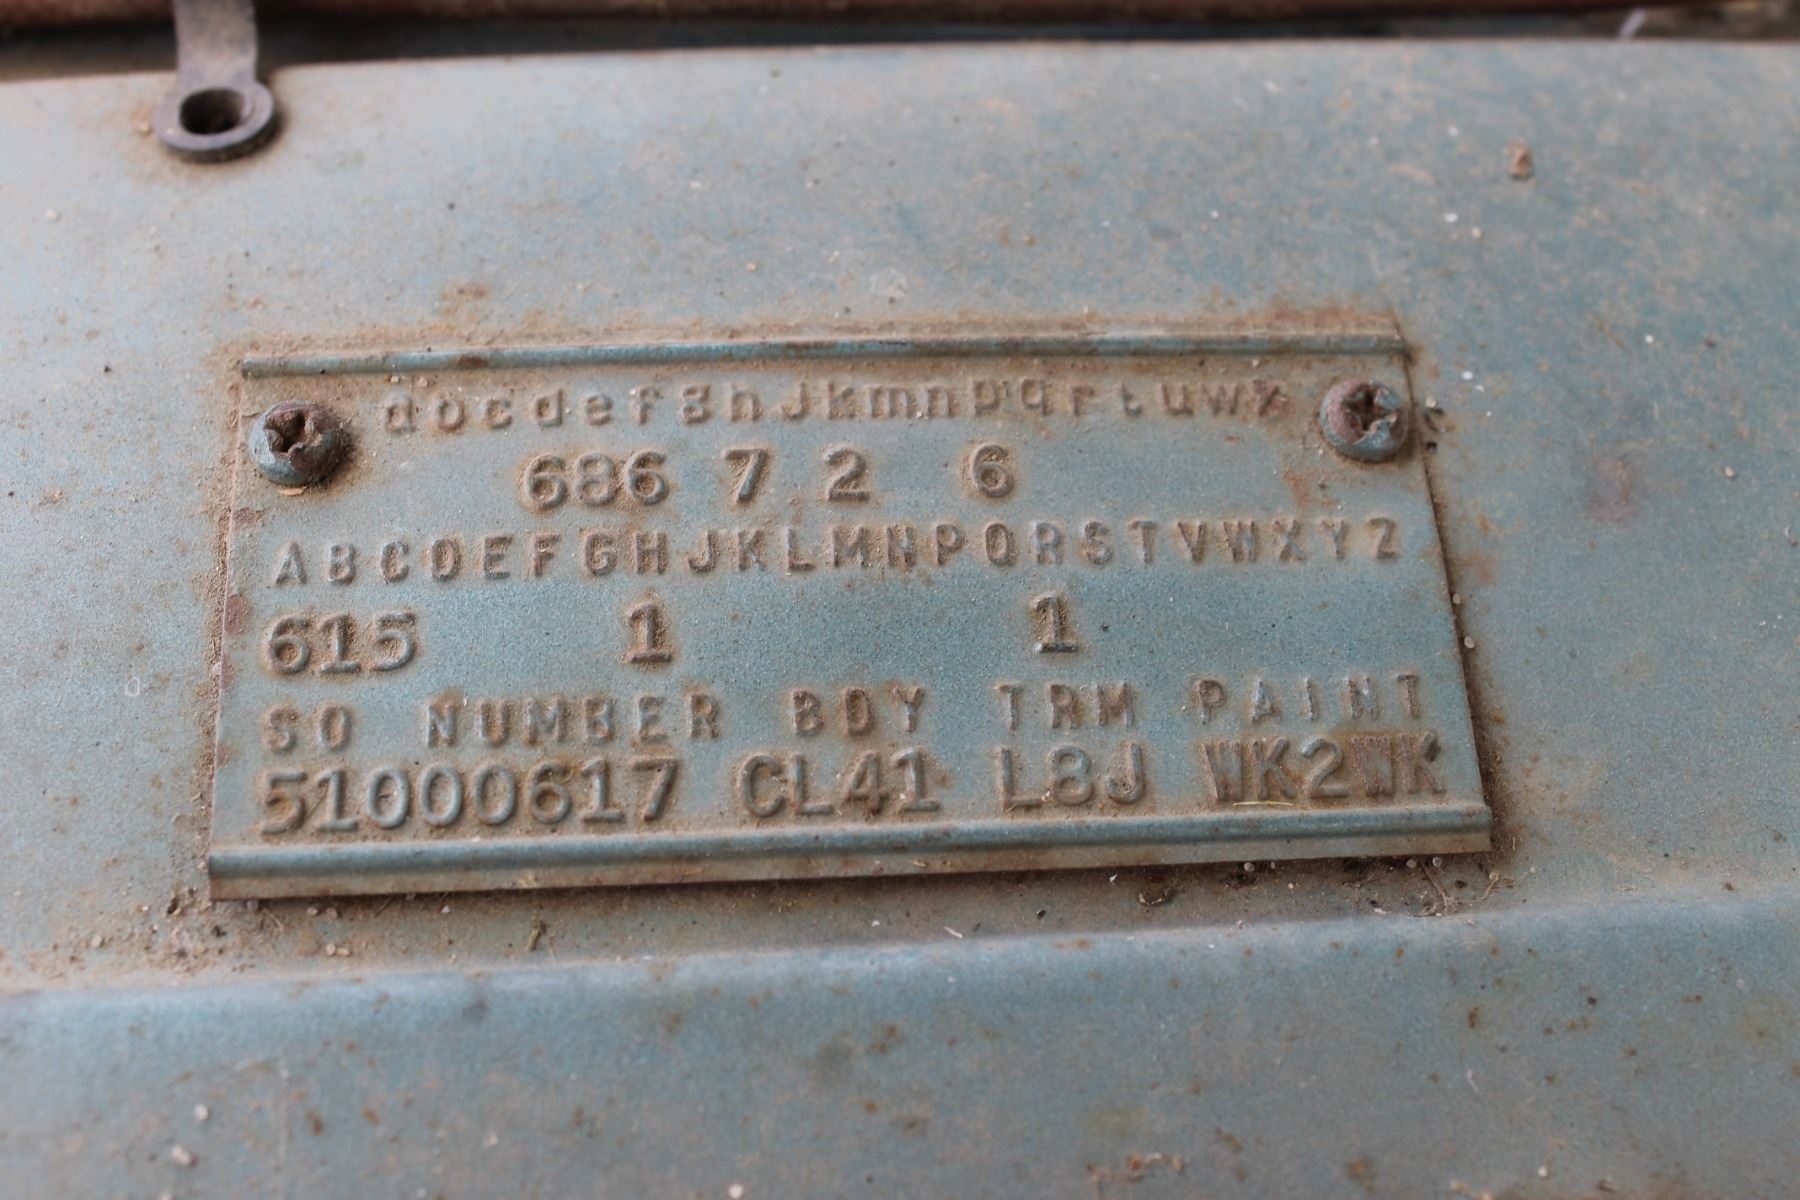 abcdefghJkmnpqrtuwx
686 7 2 6
ABCDEFGHJKLMNPQRSTVWXYZ
615 1 1
SO NUMBER BDY TRM PAINT
51000617 CL41 L8J WK2WK